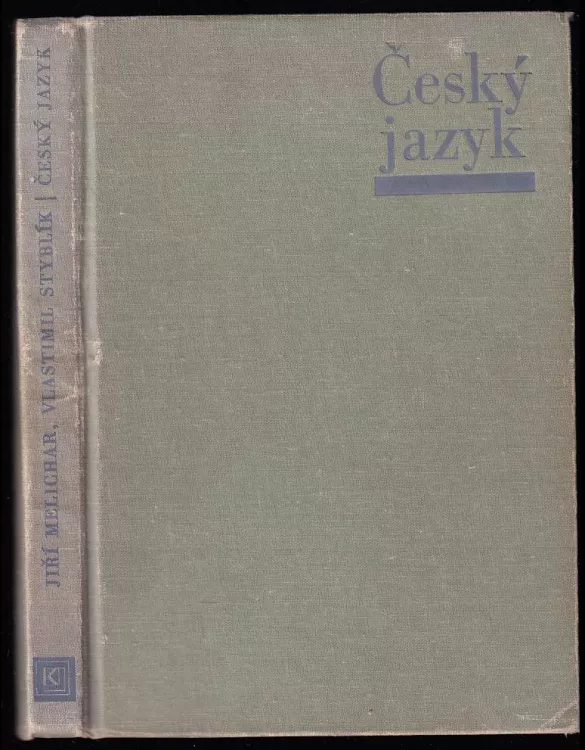 Český
jazyk
JIŘÍ MELICHAR, VLASTIMIL STYBLÍK | ČESKÝ JAZYK
K